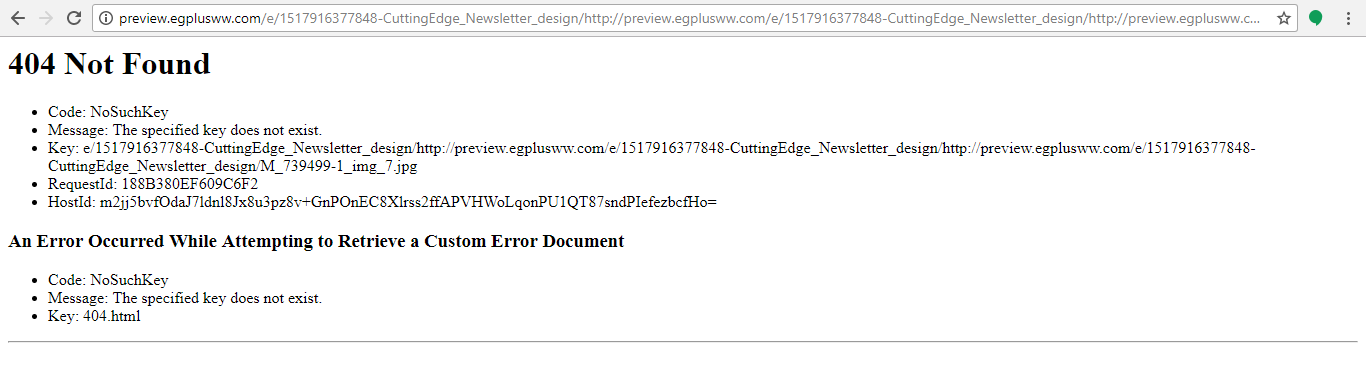 preview.egplusww.com/e/1517916377848-CuttingEdge_Newsletter_design/http://preview.egplusww.com/e/1517916377848-CuttingEdge_Newsletter_design/http://preview.egplusww.c...
404 Not Found
• Code: NoSuchKey
• Message: The specified key does not exist.
• Key: e/1517916377848-CuttingEdge_Newsletter_design/http://preview.egplusww.com/e/1517916377848-CuttingEdge_Newsletter_design/http://preview.egplusww.com/e/1517916377848-
CuttingEdge_Newsletter_design/M_739499-1_img_7.jpg
• RequestId: 188B380EF609C6F2
• HostId: m2jj5bvfOdaJ7ldnl8Jx8u3pz8v+GnPOnEC8Xlrss2ffAPVHWoLqonPU1QT87sndPIefezbcfHo=
An Error Occurred While Attempting to Retrieve a Custom Error Document
• Code: NoSuchKey
• Message: The specified key does not exist.
• Key: 404.html